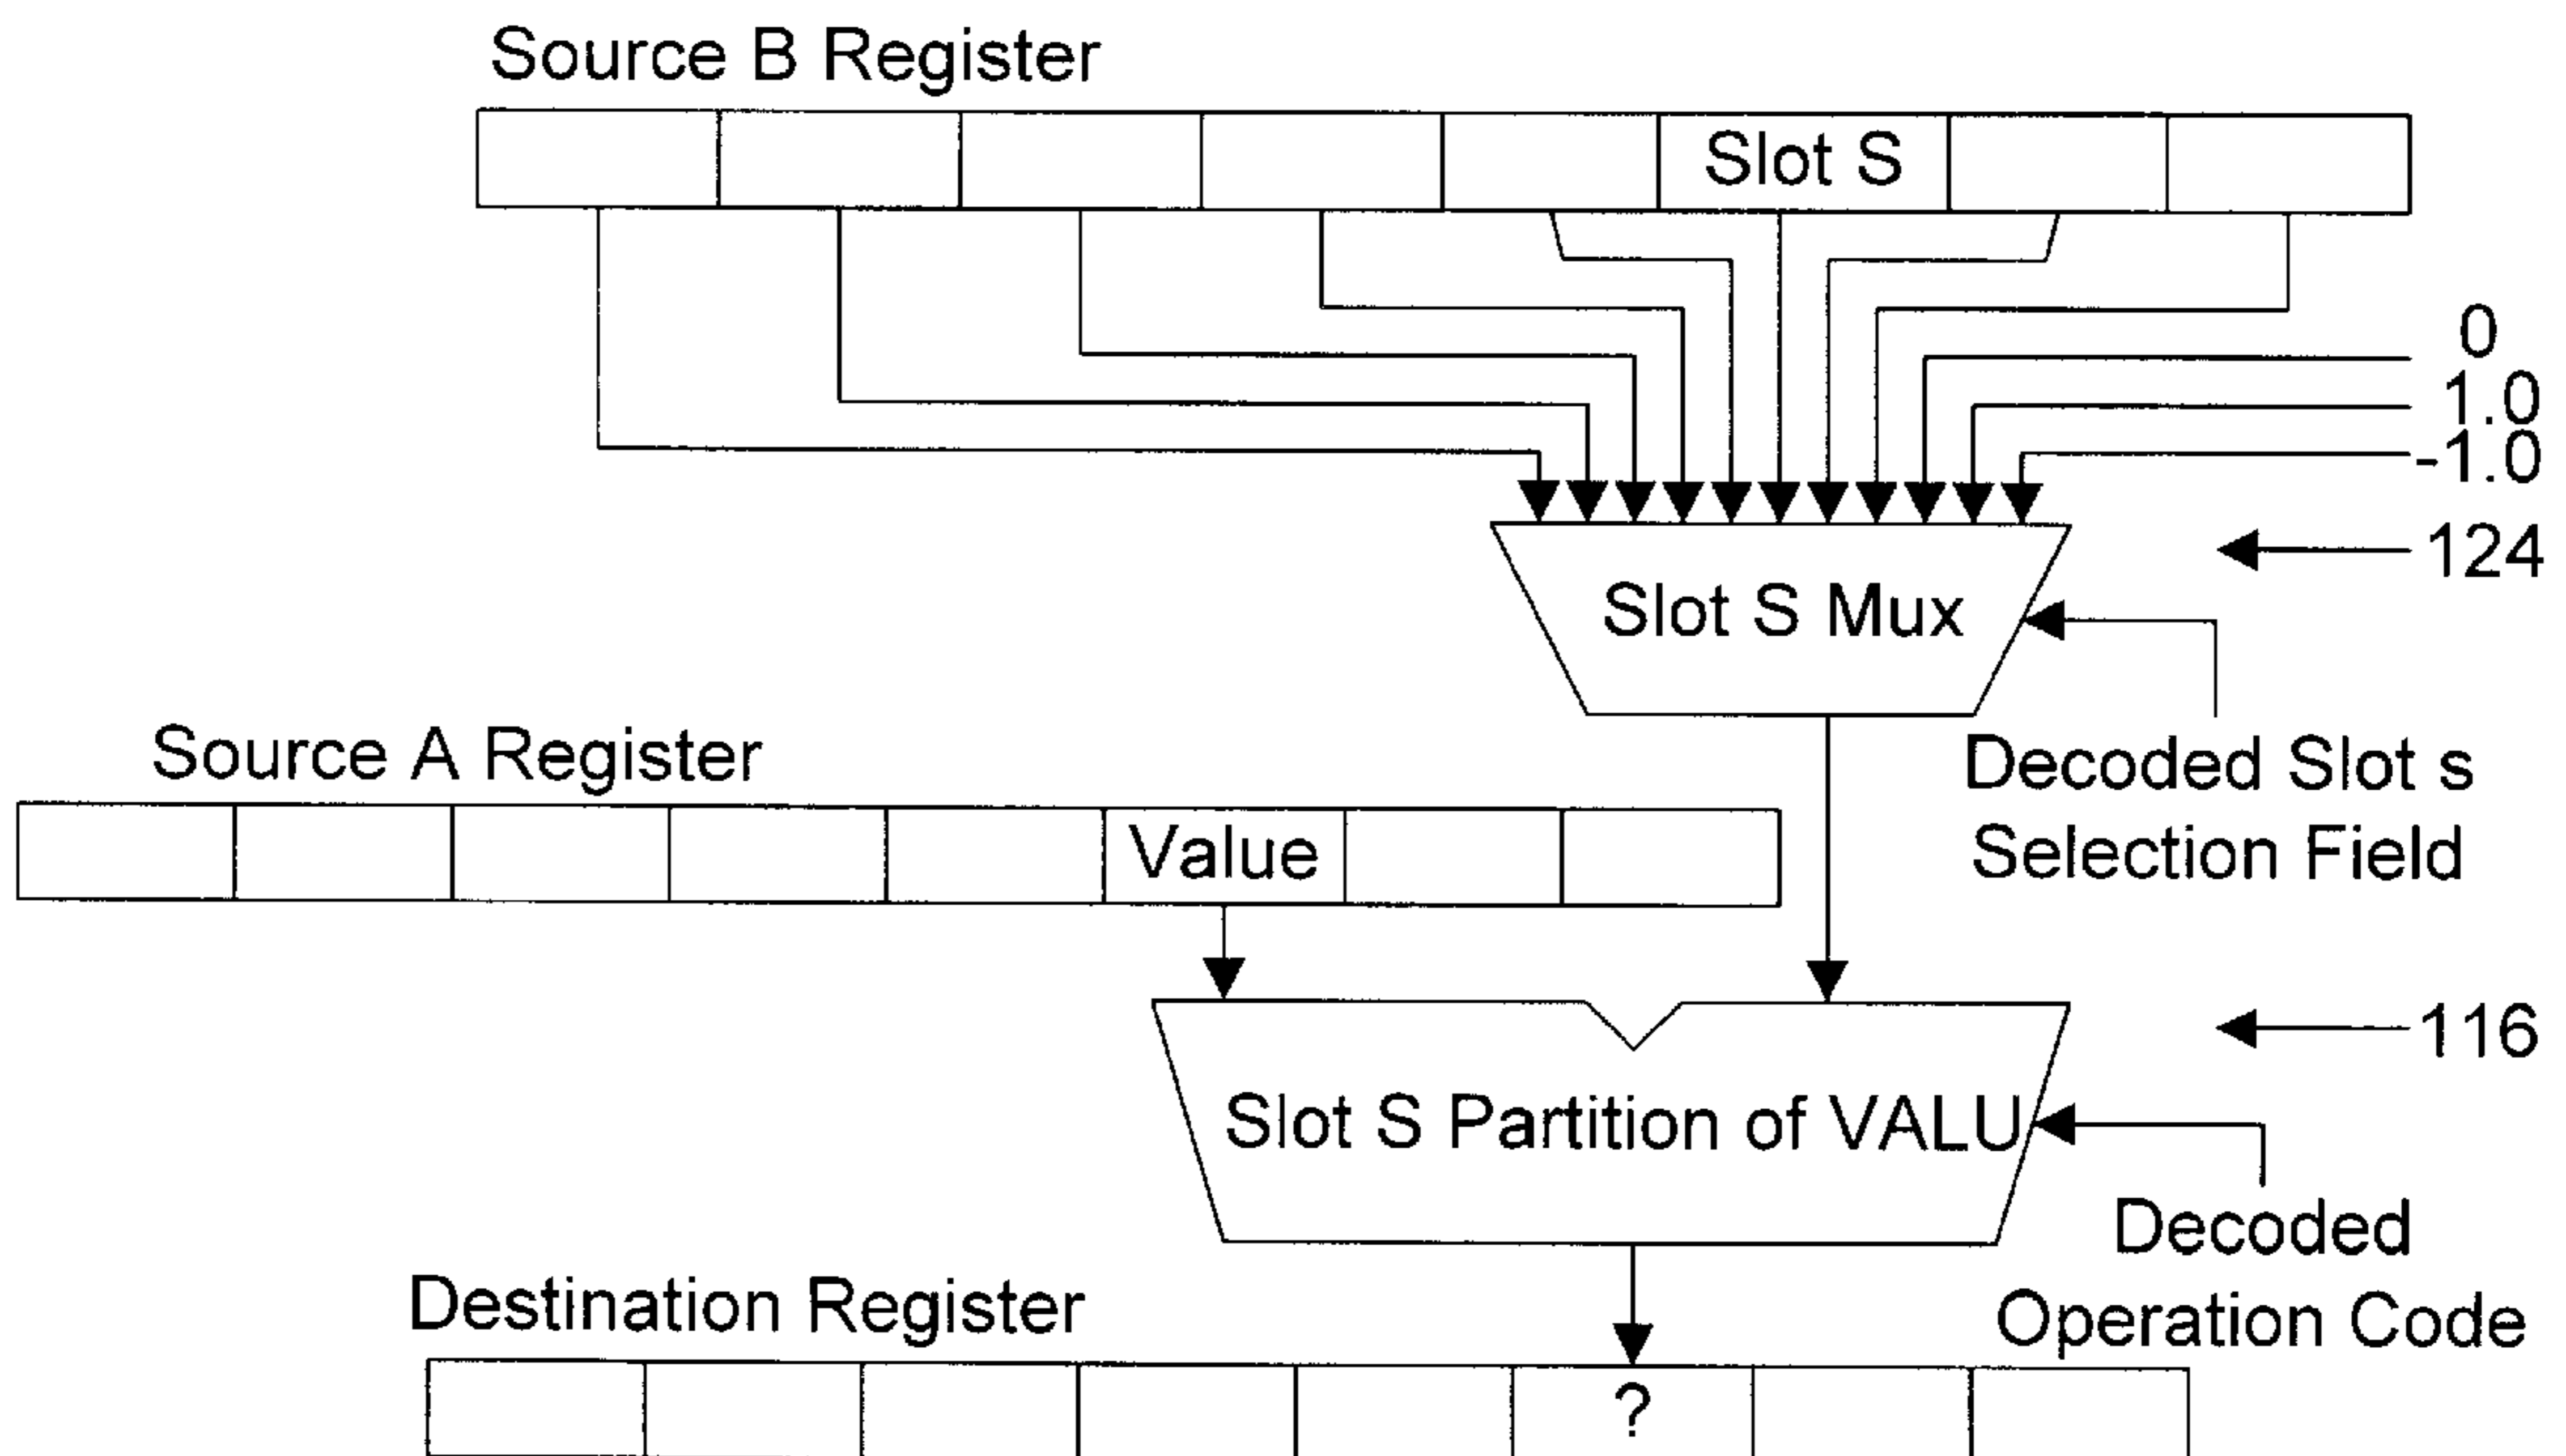 Source B Register
Slot S
0
1.0
-1.0
124
Slot S Mux
Source A Register
Decoded Slot s
Selection Field
Value
116
Slot S Partition of VALU
Decoded
Operation Code
Destination Register
?